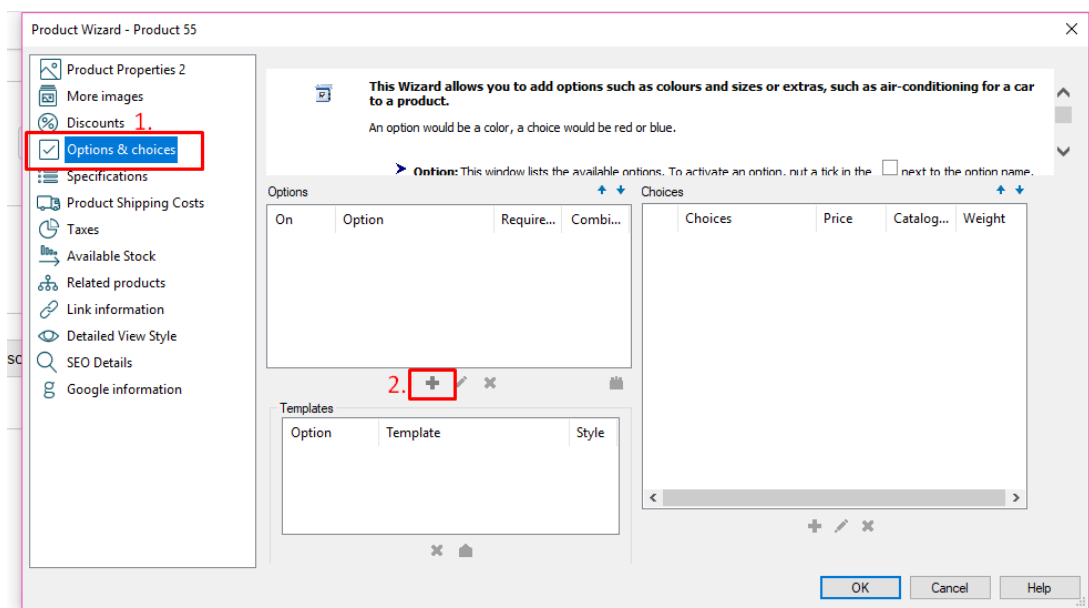 Product Wizard - Product 55
Product Properties 2
More images
Discounts 1.
Options & choices
Specifications
Product Shipping Costs
Taxes
Available Stock
Related products
Link information
Detailed View Style
SEO Details
Google information
This Wizard allows you to add options such as colours and sizes or extras, such as air-conditioning for a car
to a product.
An option would be a color, a choice would be red or blue.
Option: This window lists the available options. To activate an option, put a tick in the next to the option name.
Options
On Option Require... Combi...
2.
Templates
Option Template Style
Choices
Choices Price Catalog... Weight
OK Cancel Help